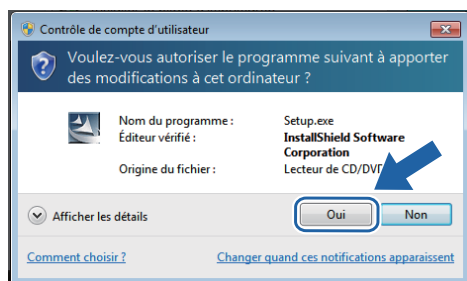 Contrôle de compte d'utilisateur
Voulez-vous autoriser le programme suivant à apporter
des modifications à cet ordinateur ?
Nom du programme : Setup.exe
Éditeur vérifié : InstallShield Software
Corporation
Origine du fichier : Lecteur de CD/DVD
Afficher les détails Oui Non
Comment choisir ? Changer quand ces notifications apparaissent